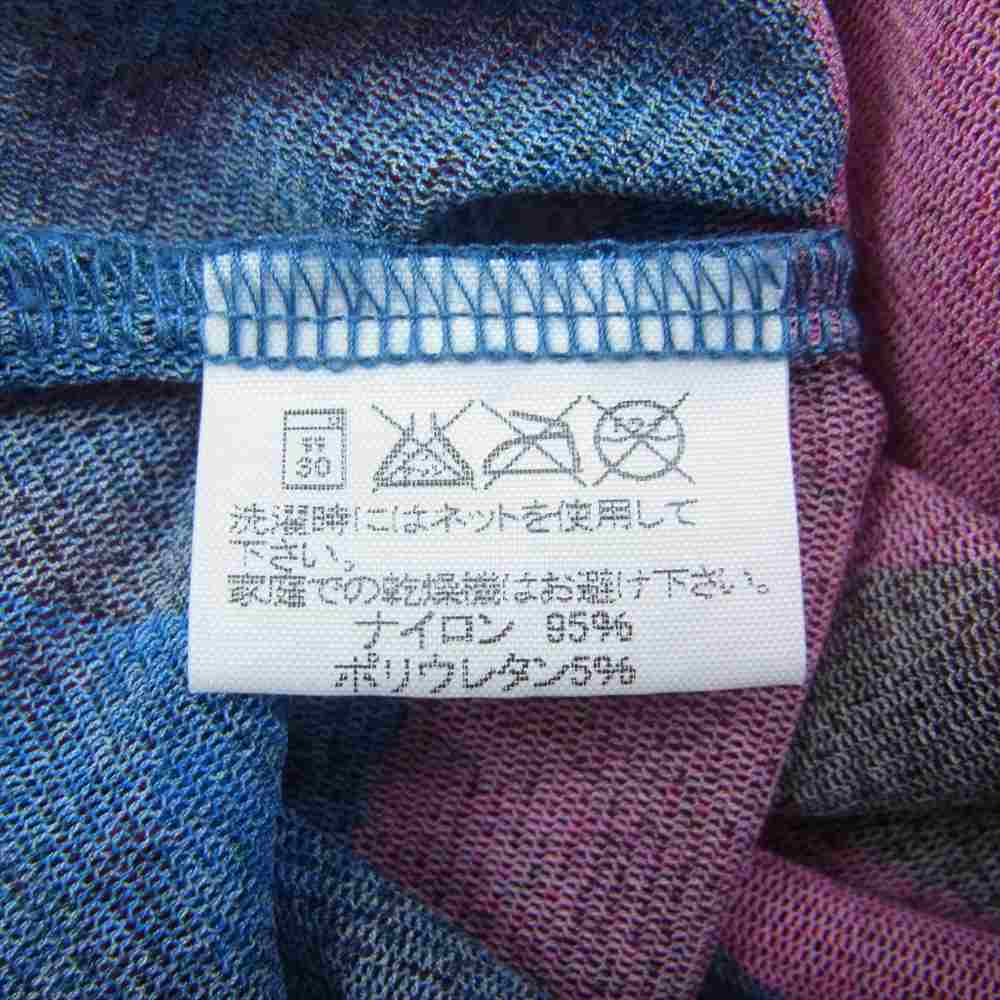 弱
30
洗濯時にはネットを使用して
下さい。
家庭での乾燥機はお避け下さい。
ナイロン 95%
ポリウレタン5%